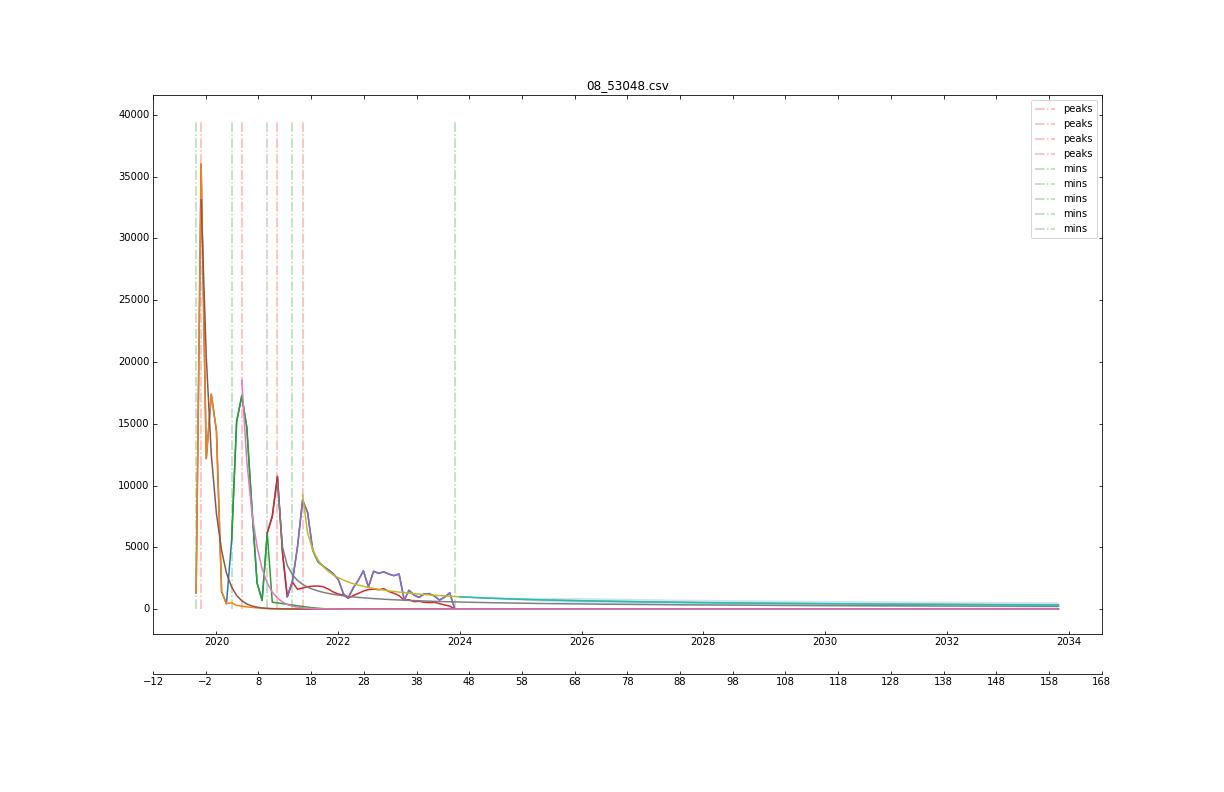 08_53048.csv
40000
35000
30000
25000
20000
15000
10000
5000
0
peaks
peaks
peaks
peaks
mins
mins
mins
mins
mins
2020 2022 2024 2026 2028 2030 2032 2034
−12 −2 8 18 28 38 48 58 68 78 88 98 108 118 128 138 148 158 168